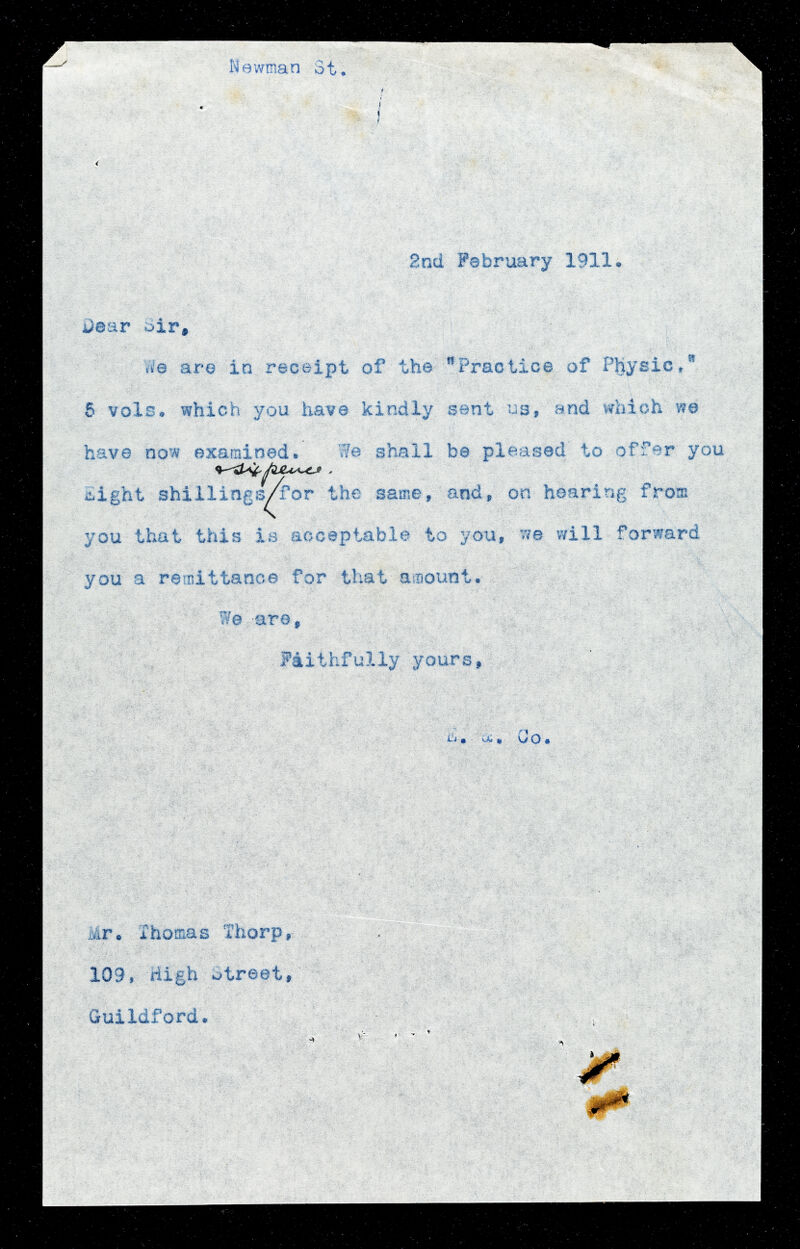 Newman St.
2nd February 1911.
Dear Sir,
We are in receipt of the "Practice of Physic,"
5 vols. which you have kindly sent us, and which we
have now examined. We shall be pleased to offer you
& sixpence.
Eight shillings/for the same, and, on hearing from
you that this is acceptable to you, we will forward
you a remittance for that amount.
We are,
Faithfully yours,
E. &. Co.
Mr. Thomas Thorp,
109, High Street,
Guildford.